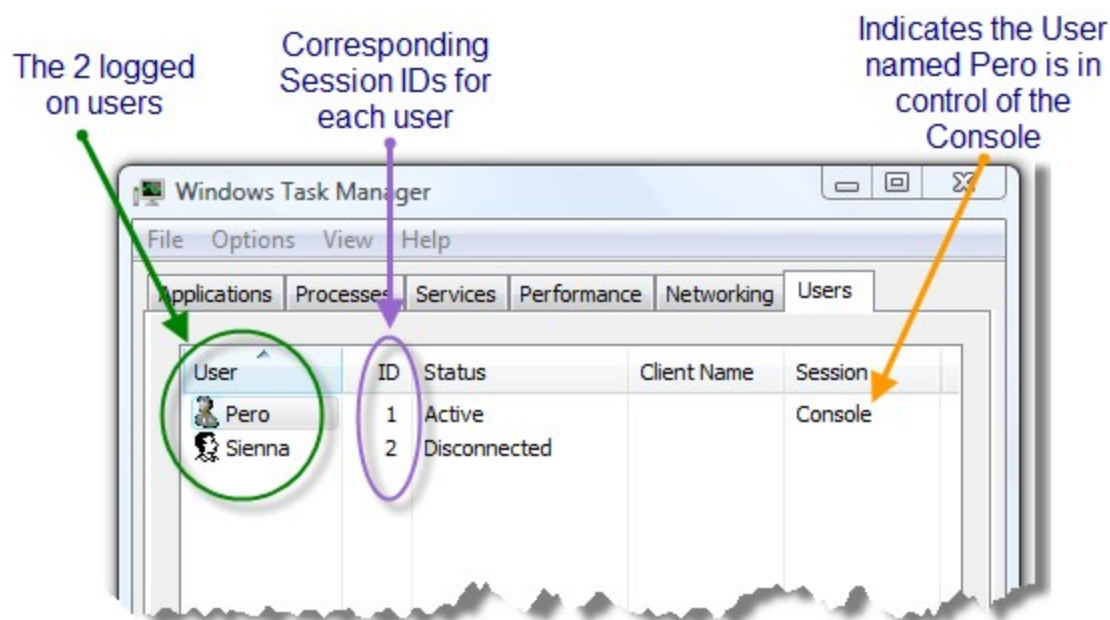 The 2 logged
on users
Corresponding
Session IDs for
each user
Indicates the User
named Pero is in
control of the
Console
Windows Task Manager
File Options View Help
Applications Processes Services Performance Networking Users
User ID Status Client Name Session
Pero 1 Active Console
Sienna 2 Disconnected